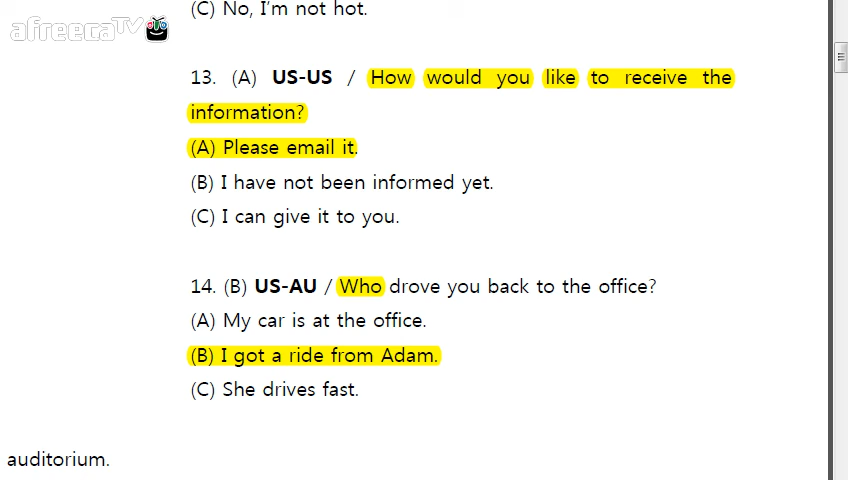 (C) No, I'm not hot.
afreecaTV
13. (A) US-US / How would you like to receive the
information?
(A) Please email it.
(B) I have not been informed yet.
(C) I can give it to you.
14. (B) US-AU / Who drove you back to the office?
(A) My car is at the office.
(B) I got a ride from Adam.
(C) She drives fast.
auditorium.